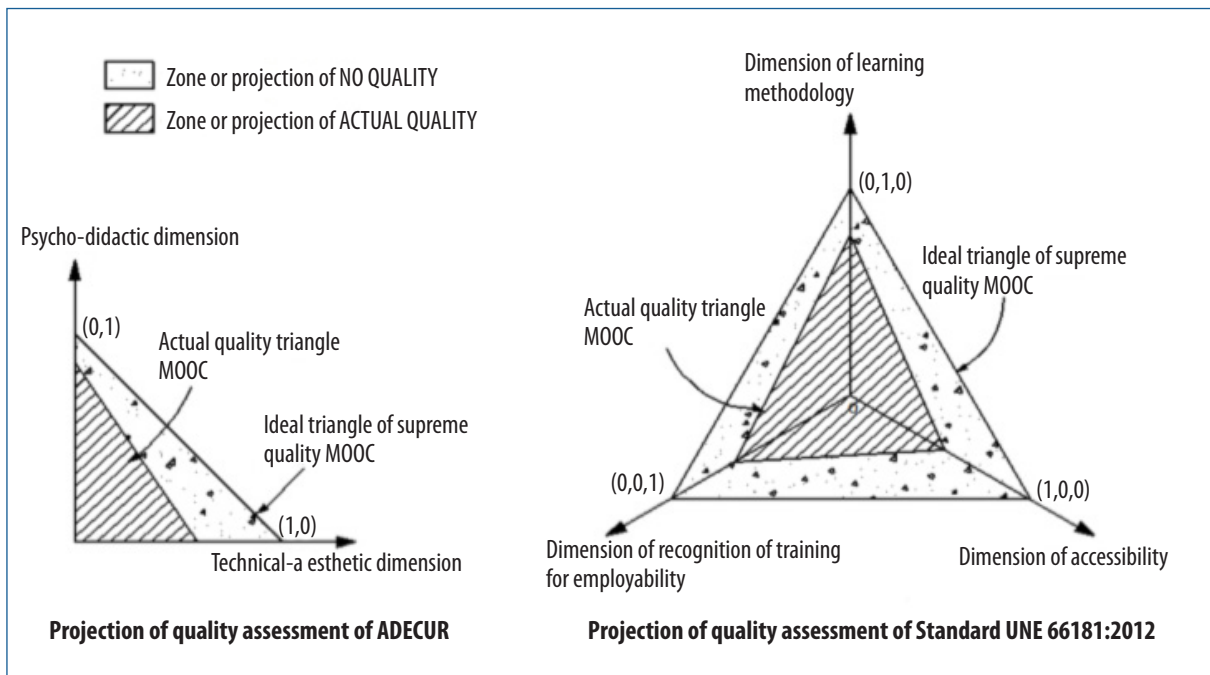 Zone or projection of NO QUALITY
Zone or projection of ACTUAL QUALITY
Psycho-didactic dimension
(0,1)
Actual quality triangle
MOOC
Ideal triangle of supreme
quality MOOC
(1,0)
Technical-a esthetic dimension
Projection of quality assessment of ADECUR
Dimension of learning
methodology
(0,1,0)
Ideal triangle of supreme
quality MOOC
Actual quality triangle
MOOC
(0,0,1)
(1,0,0)
Dimension of recognition of training
for employability
Dimension of accessibility
Projection of quality assessment of Standard UNE 66181:2012